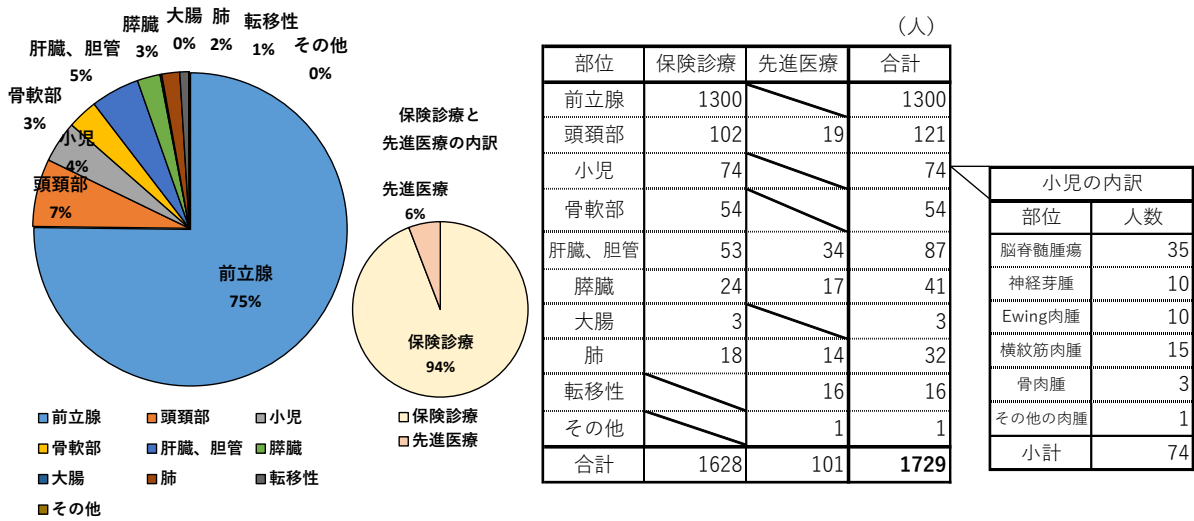 大腸
0%
肺
2%
転移性
1%
その他
0%
膵臓
3%
肝臓、胆管
5%
骨軟部
3%
小児
4%
頭頚部
7%
前立腺
75%
前立腺 頭頚部 小児
骨軟部 肝臓、胆管 膵臓
大腸 肺 転移性
その他
保険診療と
先進医療の内訳
先進医療
6%
保険診療
94%
保険診療
先進医療
（人）
部位 保険診療 先進医療 合計
前立腺 1300 1300
頭頚部 102 19 121
小児 74 74
骨軟部 54 54
肝臓、胆管 53 34 87
膵臓 24 17 41
大腸 3 3
肺 18 14 32
転移性 16 16
その他 1 1
合計 1628 101 1729
小児の内訳
部位 人数
脳脊髄腫瘍 35
神経芽腫 10
Ewing肉腫 10
横紋筋肉腫 15
骨肉腫 3
その他の肉腫 1
小計 74